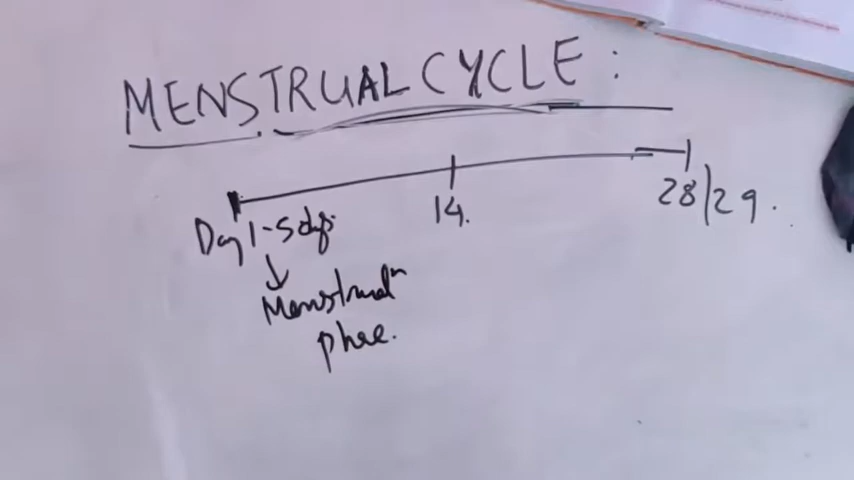 MENSTRUAL CYCLE :
14.
28/29.
Day 1-5 days
↓
Menstruatⁿ
phase.